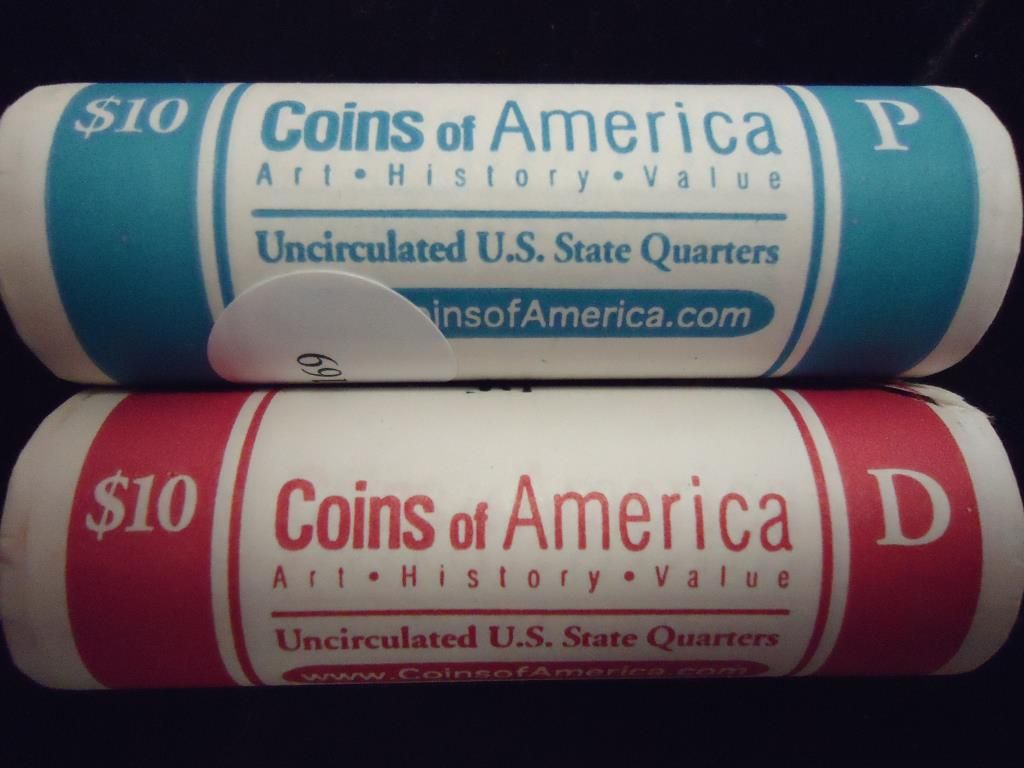 $10
Coins of America
Art • History • Value
P
Uncirculated U.S. State Quarters
insofAmerica.com
169
$10
Coins of America
Art • History • Value
D
Uncirculated U.S. State Quarters
www.CoinsofAmerica.com